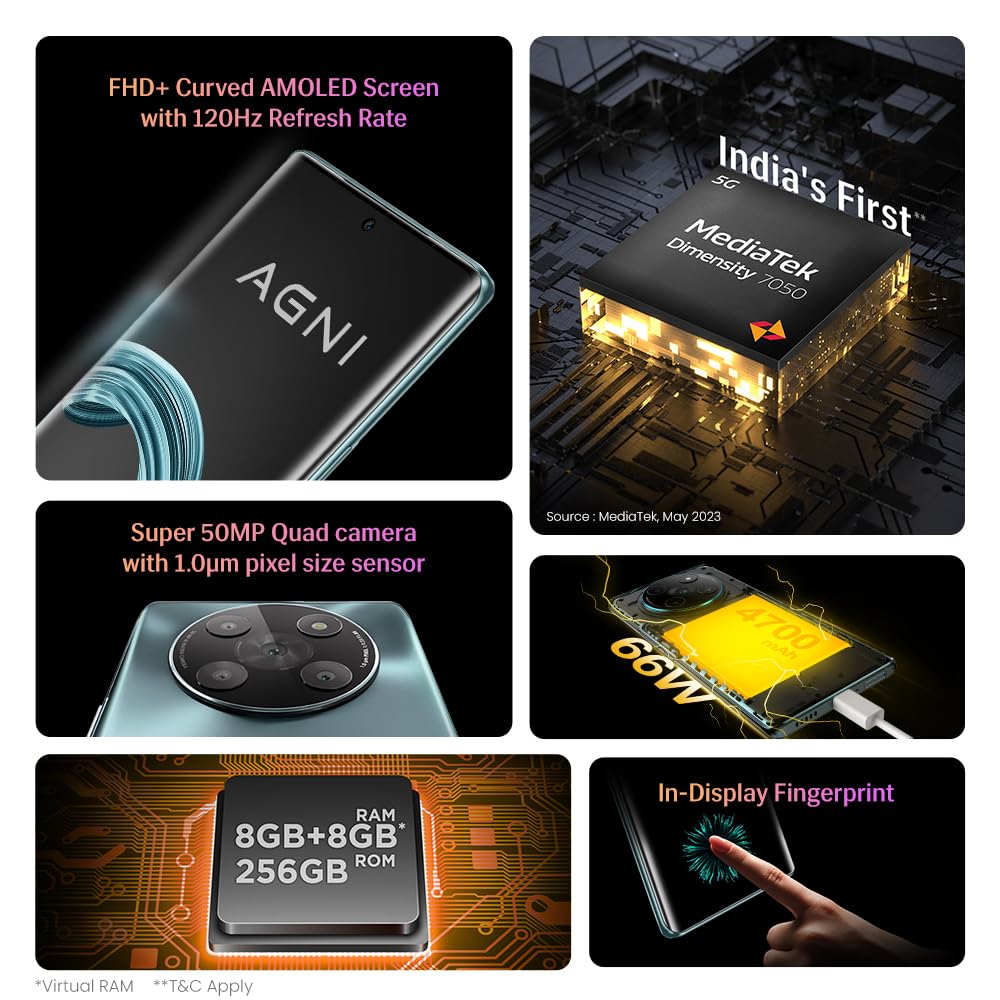 FHD+ Curved AMOLED Screen
with 120Hz Refresh Rate
AGNI
India's First**
5G
MediaTek
Dimensity 7050
Source : MediaTek, May 2023
Super 50MP Quad camera
with 1.0µm pixel size sensor
4700
mAh
66W
RAM
8GB+8GB*
256GB ROM
In-Display Fingerprint
*Virtual RAM **T&C Apply